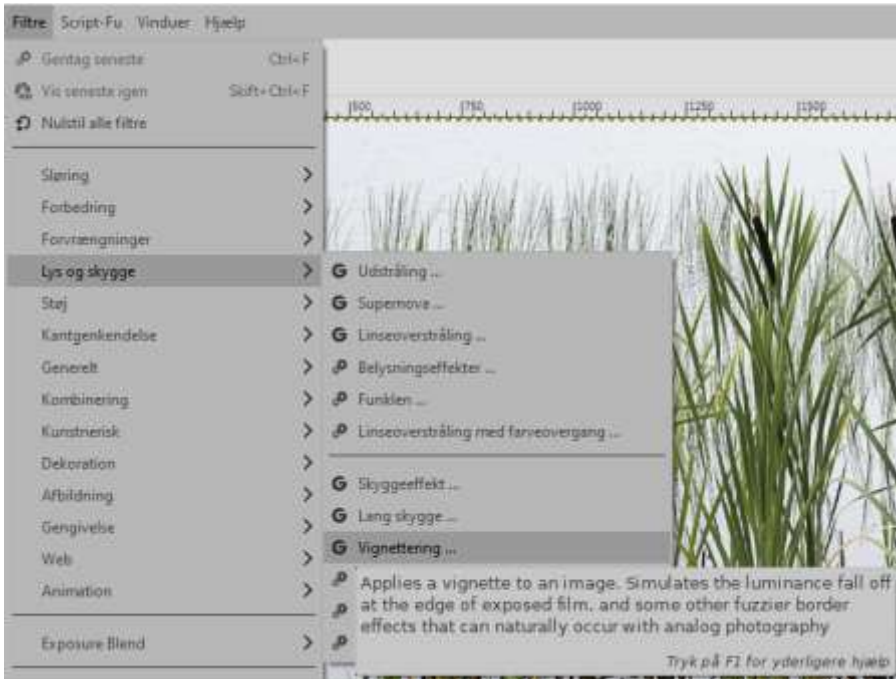 Filtre Script-Fu Vinduer Hjælp
Gentag seneste Ctrl+F
Vis seneste igen Skift+Ctrl+F
Nulstil alle filtre
500 750 1000 1250 1500
Sløring
Forbedring
Forvrængninger
Lys og skygge
Støj
Kantgenkendelse
Generelt
Kombinering
Kunstnerisk
Dekoration
Afbildning
Gengivelse
Web
Animation
Exposure Blend
Udstråling ...
Supernova ...
Linseoverstråling ...
Belysningseffekter ...
Funklen ...
Linseoverstråling med farveovergang ...
Skyggeeffekt ...
Lang skygge ...
Vignettering ...
Applies a vignette to an image. Simulates the luminance fall off
at the edge of exposed film, and some other fuzzier border
effects that can naturally occur with analog photography
Tryk på F1 for yderligere hjælp